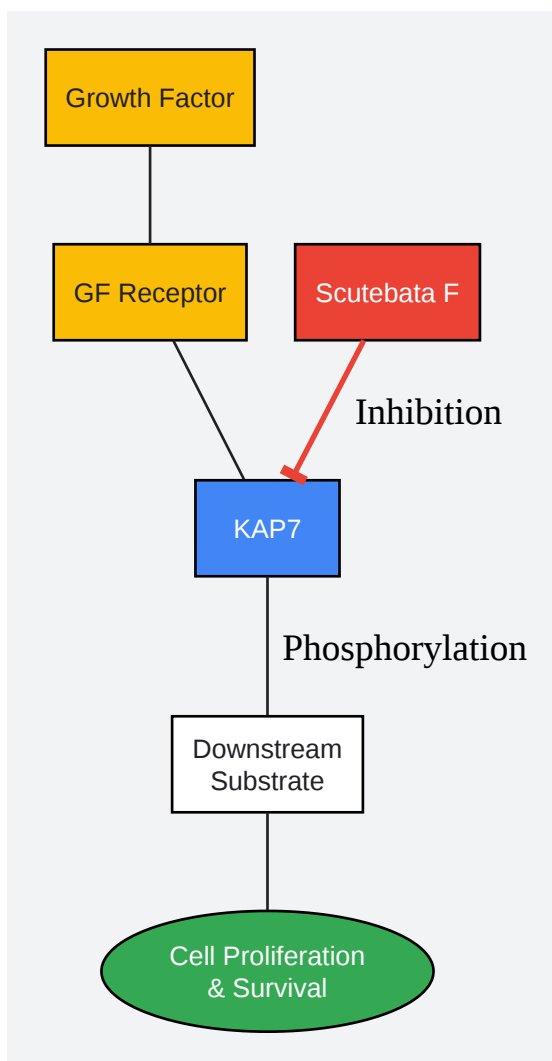 Growth Factor
GF Receptor
Scutebata F
Inhibition
KAP7
Phosphorylation
Downstream
Substrate
Cell Proliferation
& Survival